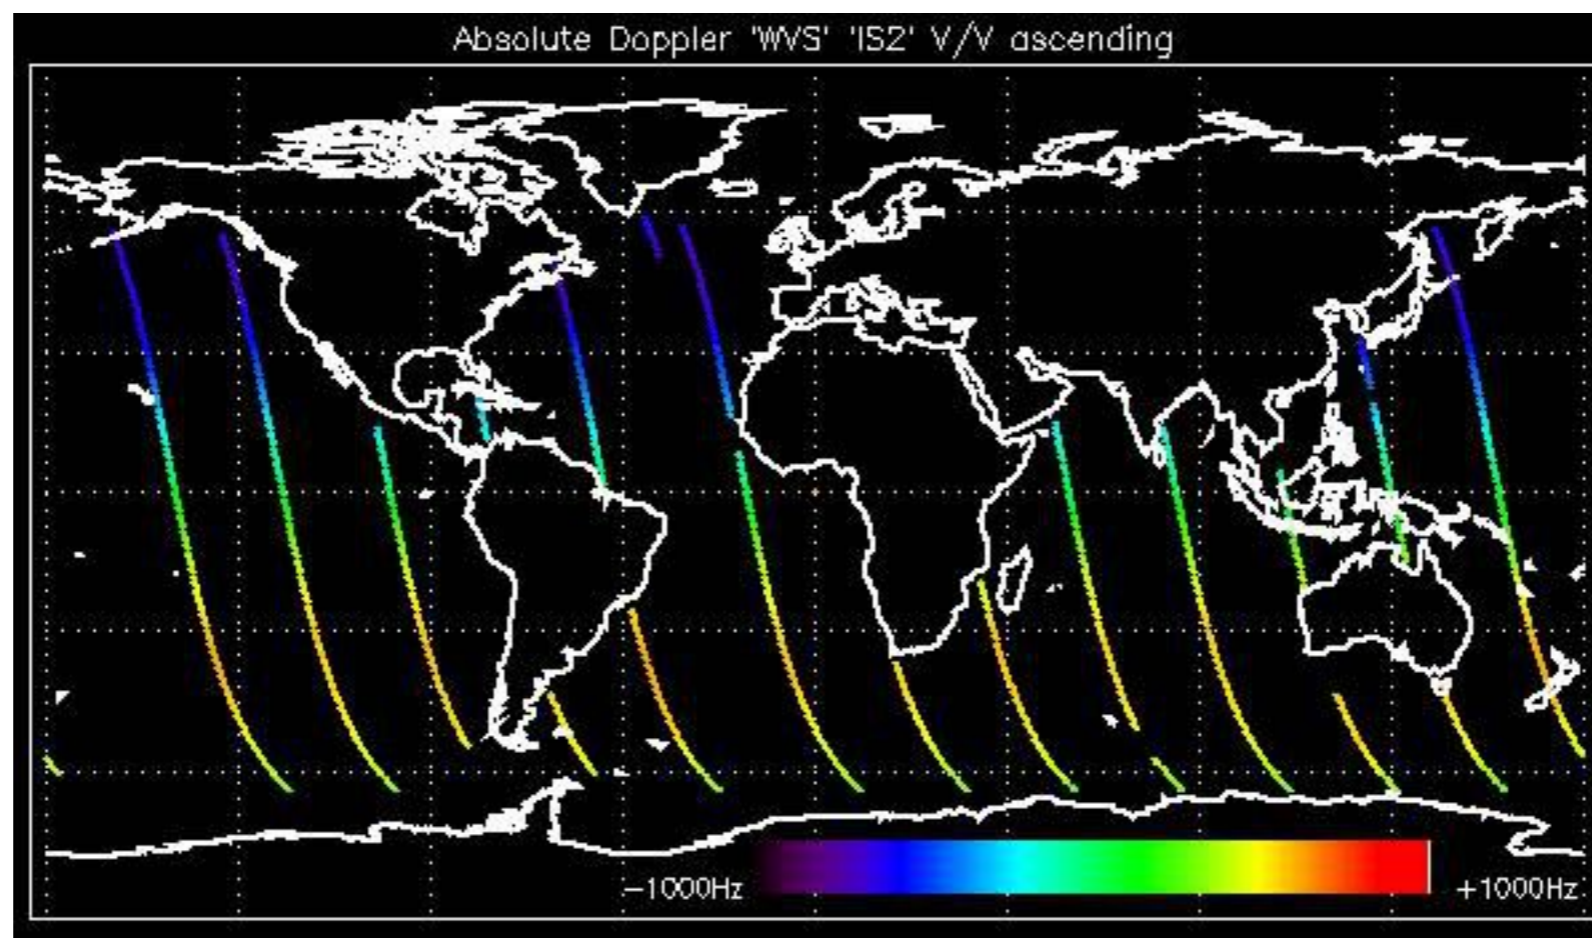 Absolute Doppler 'WVS' 'IS2' V/V ascending
-1000Hz
+1000Hz